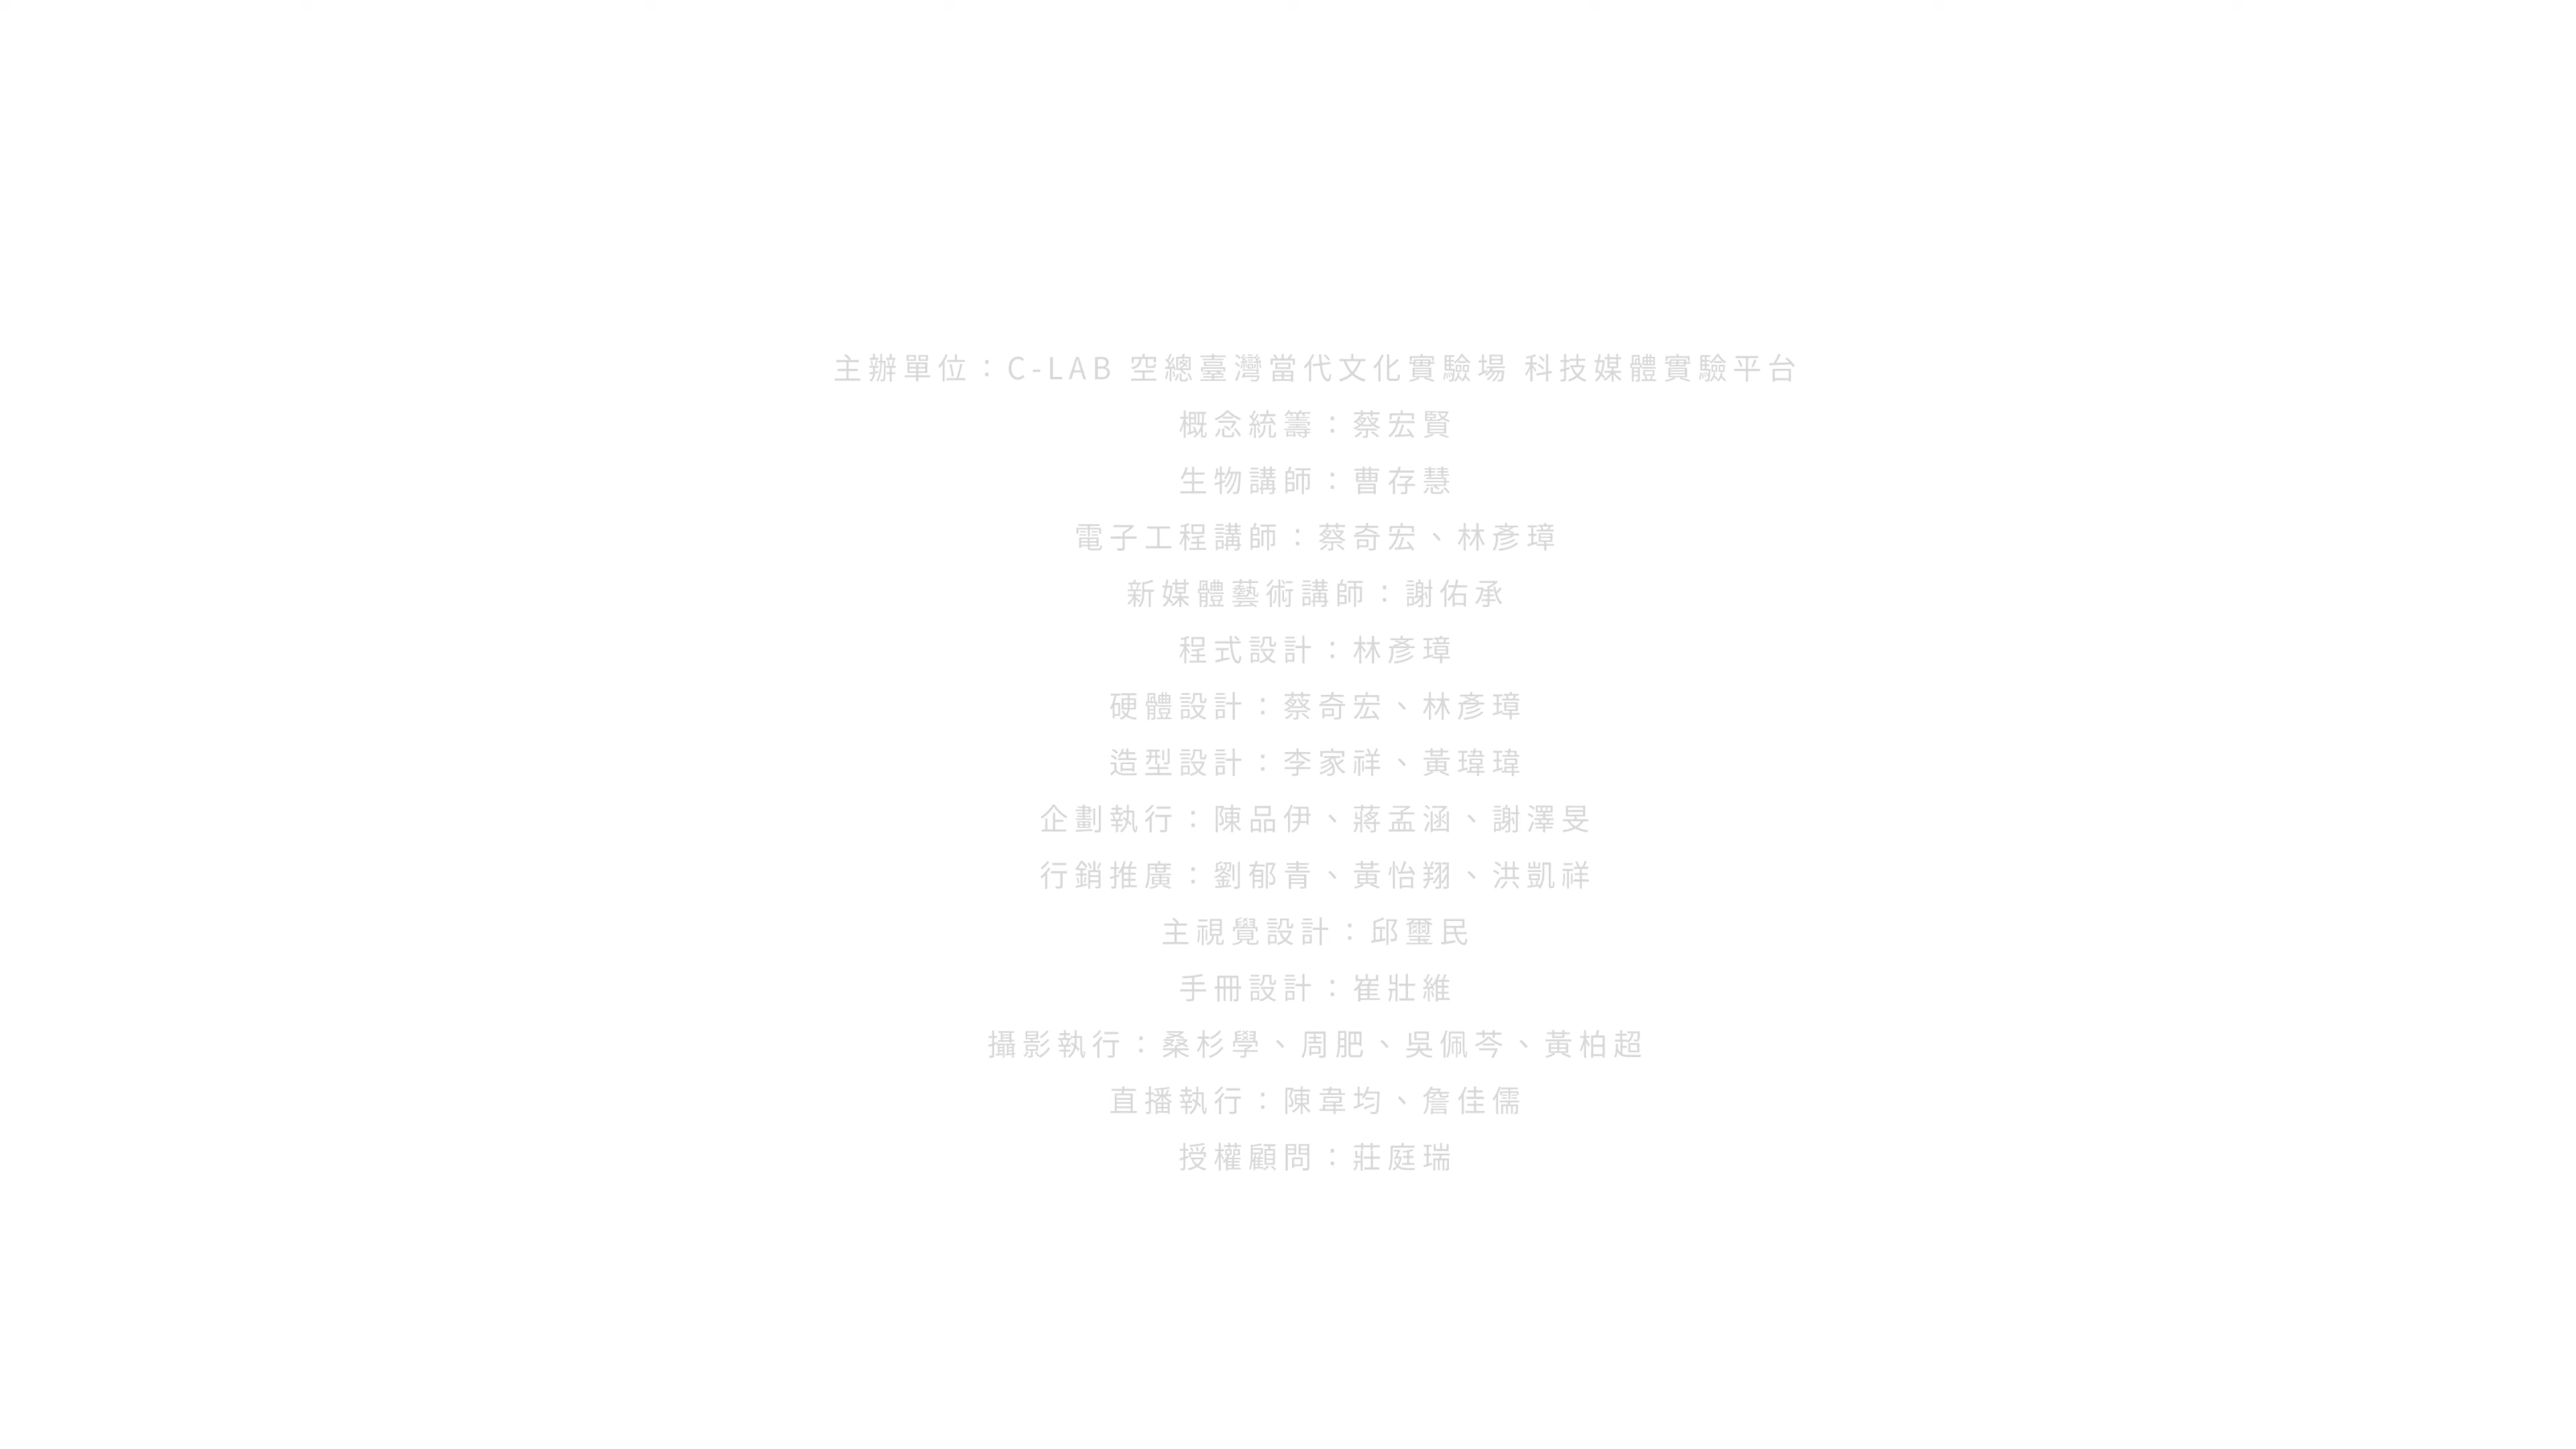 主辦單位：C-LAB 空總臺灣當代文化實驗場 科技媒體實驗平台
概念統籌：蔡宏賢
生物講師：曹存慧
電子工程講師：蔡奇宏、林彥璋
新媒體藝術講師：謝佑承
程式設計：林彥璋
硬體設計：蔡奇宏、林彥璋
造型設計：李家祥、黃瑋瑋
企劃執行：陳品伊、蔣孟涵、謝澤旻
行銷推廣：劉郁青、黃怡翔、洪凱祥
主視覺設計：邱璽民
手冊設計：崔壯維
攝影執行：桑杉學、周肥、吳佩芩、黃柏超
直播執行：陳韋均、詹佳儒
授權顧問：莊庭瑞